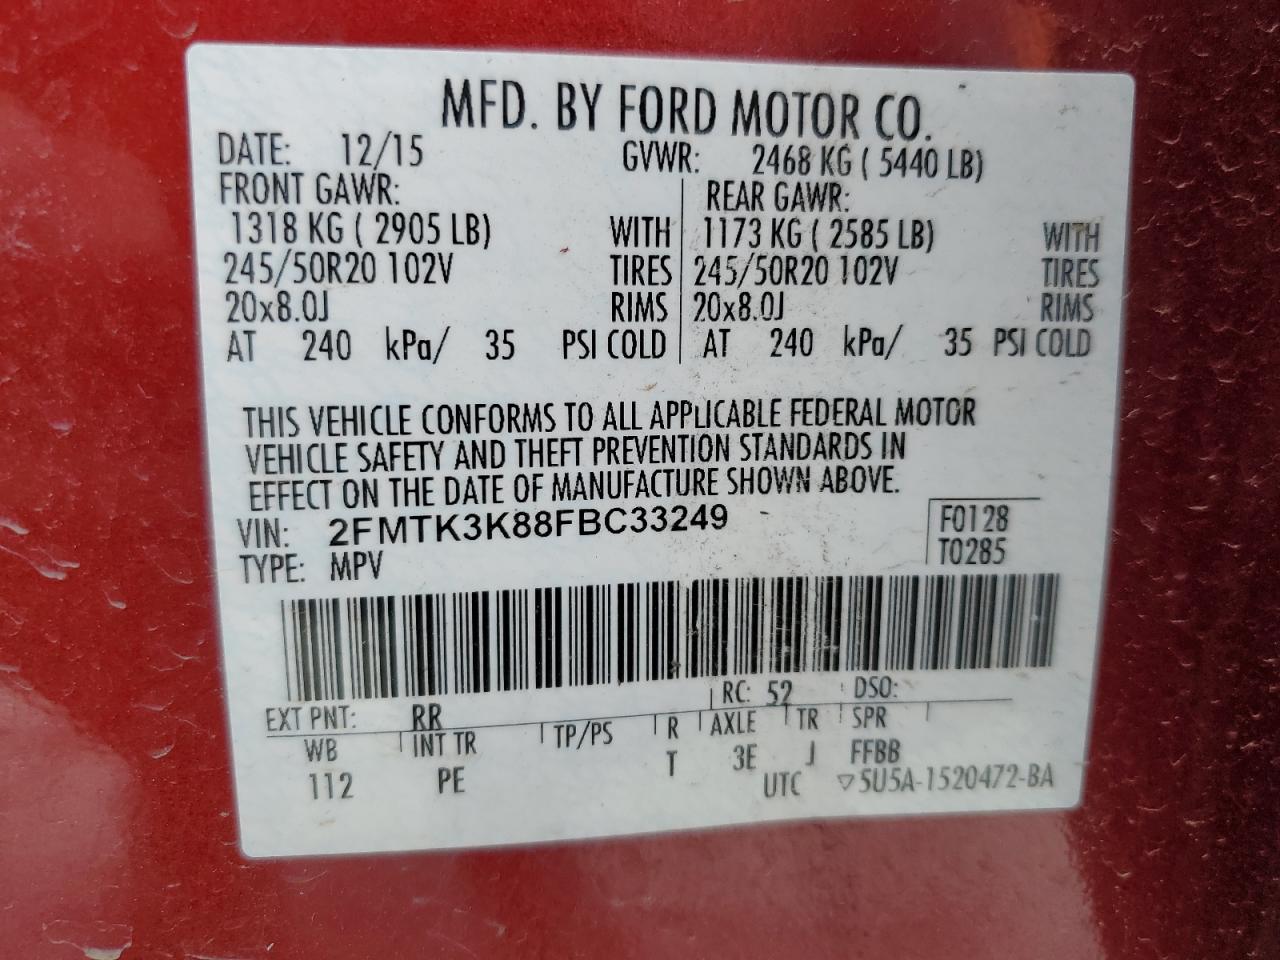 MFD. BY FORD MOTOR CO.
DATE: 12/15 GVWR: 2468 KG ( 5440 LB)
FRONT GAWR: REAR GAWR:
1318 KG ( 2905 LB) WITH 1173 KG ( 2585 LB) WITH
245/50R20 102V TIRES 245/50R20 102V TIRES
20x8.0J RIMS 20x8.0J RIMS
AT 240 kPa/ 35 PSI COLD AT 240 kPa/ 35 PSI COLD
THIS VEHICLE CONFORMS TO ALL APPLICABLE FEDERAL MOTOR
VEHICLE SAFETY AND THEFT PREVENTION STANDARDS IN
EFFECT ON THE DATE OF MANUFACTURE SHOWN ABOVE.
VIN: 2FMTK3K88FBC33249 F0128
TYPE: MPV T0285
EXT PNT: RR RC: 52 DSO:
WB INT TR TP/PS R AXLE TR SPR
112 PE T 3E J FFBB
UTC ▽5U5A-1520472-BA